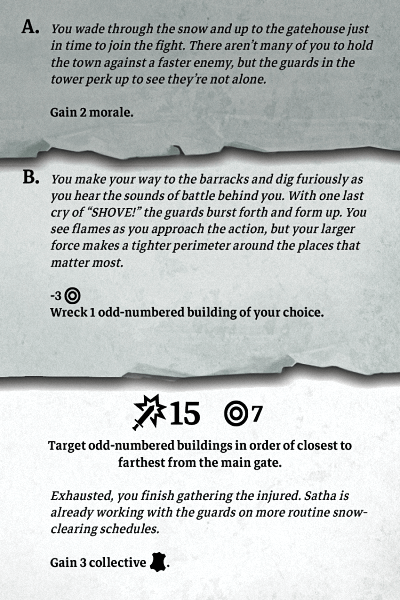 A. You wade through the snow and up to the gatehouse just
in time to join the fight. There aren't many of you to hold
the town against a faster enemy, but the guards in the
tower perk up to see they're not alone.
Gain 2 morale.
B. You make your way to the barracks and dig furiously as
you hear the sounds of battle behind you. With one last
cry of “SHOVE!” the guards burst forth and form up. You
see flames as you approach the action, but your larger
force makes a tighter perimeter around the places that
matter most.
-3
Wreck 1 odd-numbered building of your choice.
15 7
Target odd-numbered buildings in order of closest to
farthest from the main gate.
Exhausted, you finish gathering the injured. Satha is
already working with the guards on more routine snow-
clearing schedules.
Gain 3 collective .